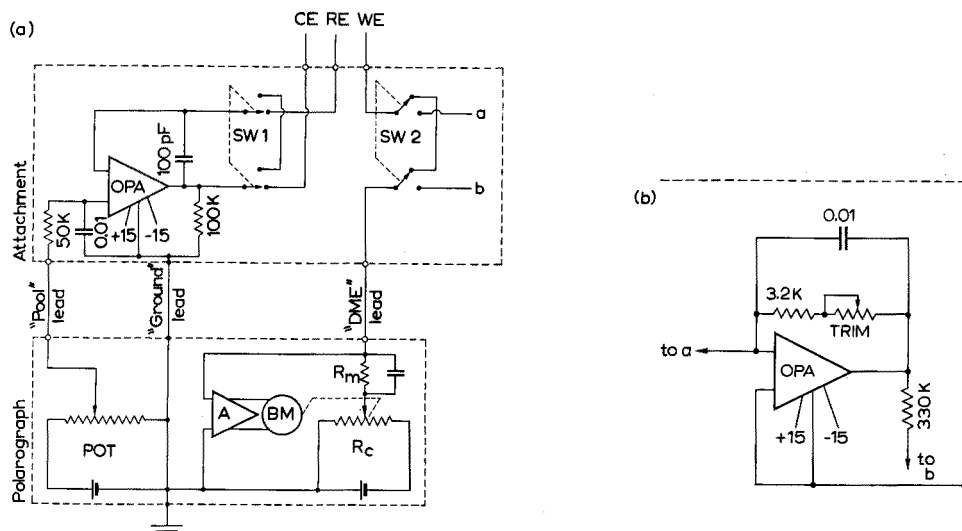 (a)
CE RE WE
Attachment
100 pF
SW 1
SW 2
a
b
OPA
50K
0.01
+15 -15
100K
"Pool" lead
"Ground" lead
"DME" lead
Polarograph
POT
A
BM
Rm
Rc
(b)
0.01
3.2K
TRIM
to a
OPA
+15 -15
330K
to b